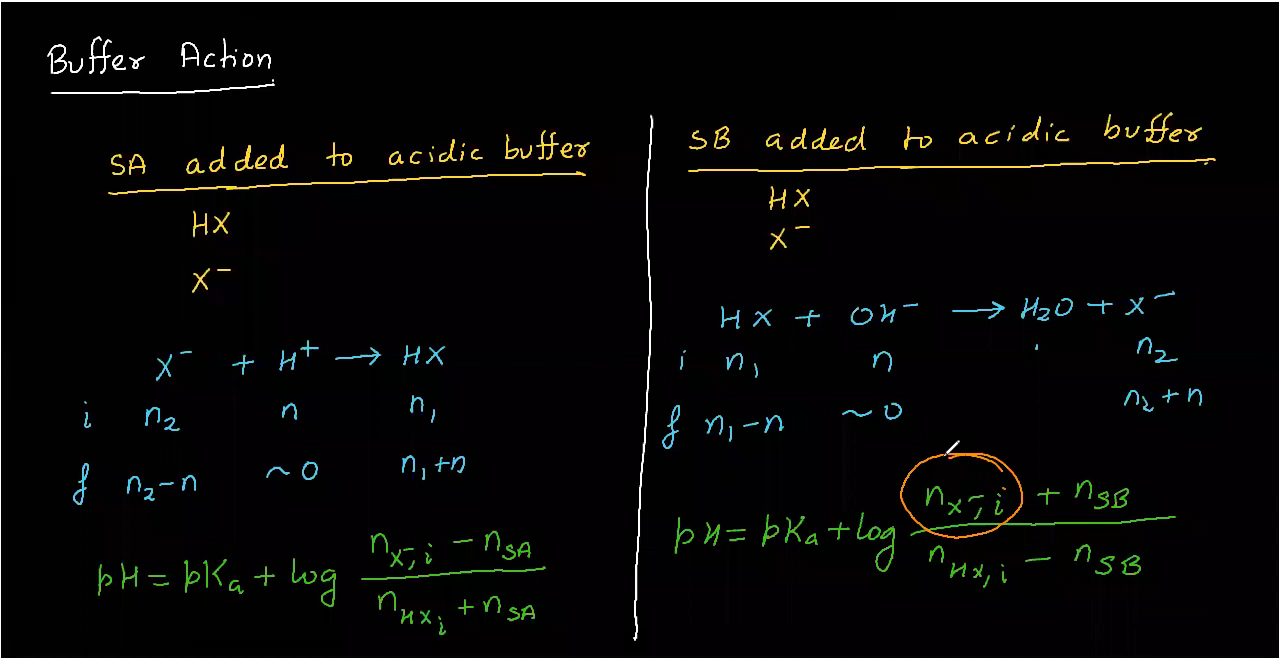 Buffer Action
SA added to acidic buffer
HX
X⁻
X⁻ + H⁺ → HX
i n₂ n n₁
f n₂-n ~0 n₁+n
pH = pKₐ + log (n_X⁻,i - n_SA) / (n_HX,i + n_SA)
SB added to acidic buffer
HX
X⁻
HX + OH⁻ → H₂O + X⁻
i n₁ n n₂
f n₁-n ~0 n₂+n
pH = pKₐ + log (n_X⁻,i + n_SB) / (n_HX,i - n_SB)